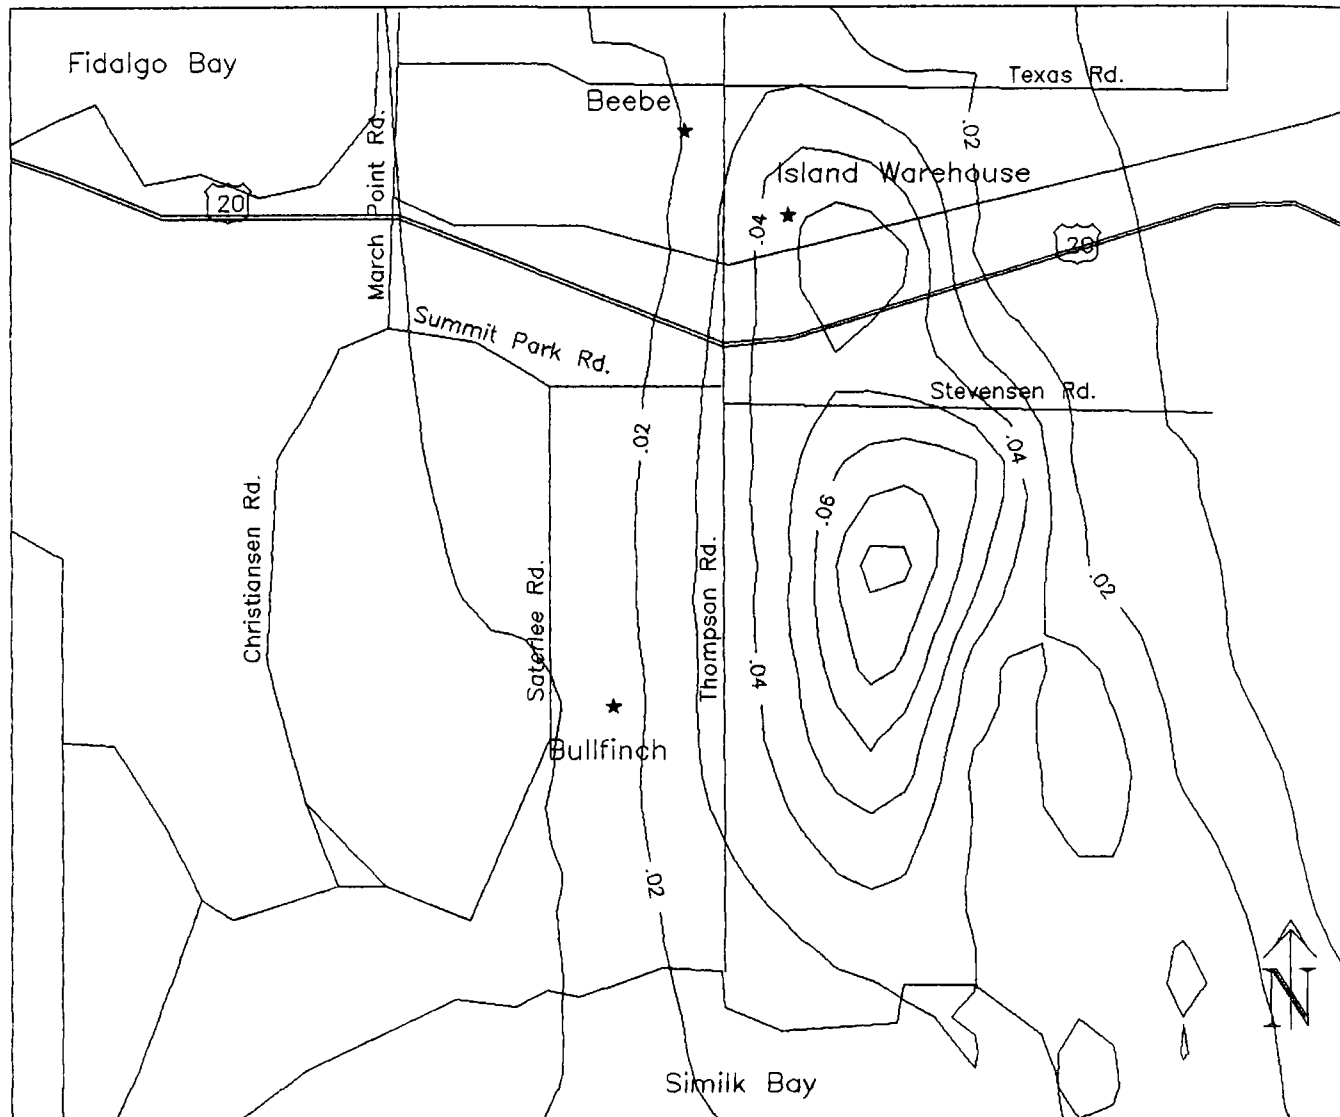 Fidalgo Bay
Texas Rd.
Beebe
.02
March Point Rd.
Island Warehouse
20
.04
20
Summit Park Rd.
Stevensen Rd.
.02
.04
Christiansen Rd.
.06
Saterlee Rd.
Thompson Rd.
.02
.04
Bullfinch
.02
N
Similk Bay